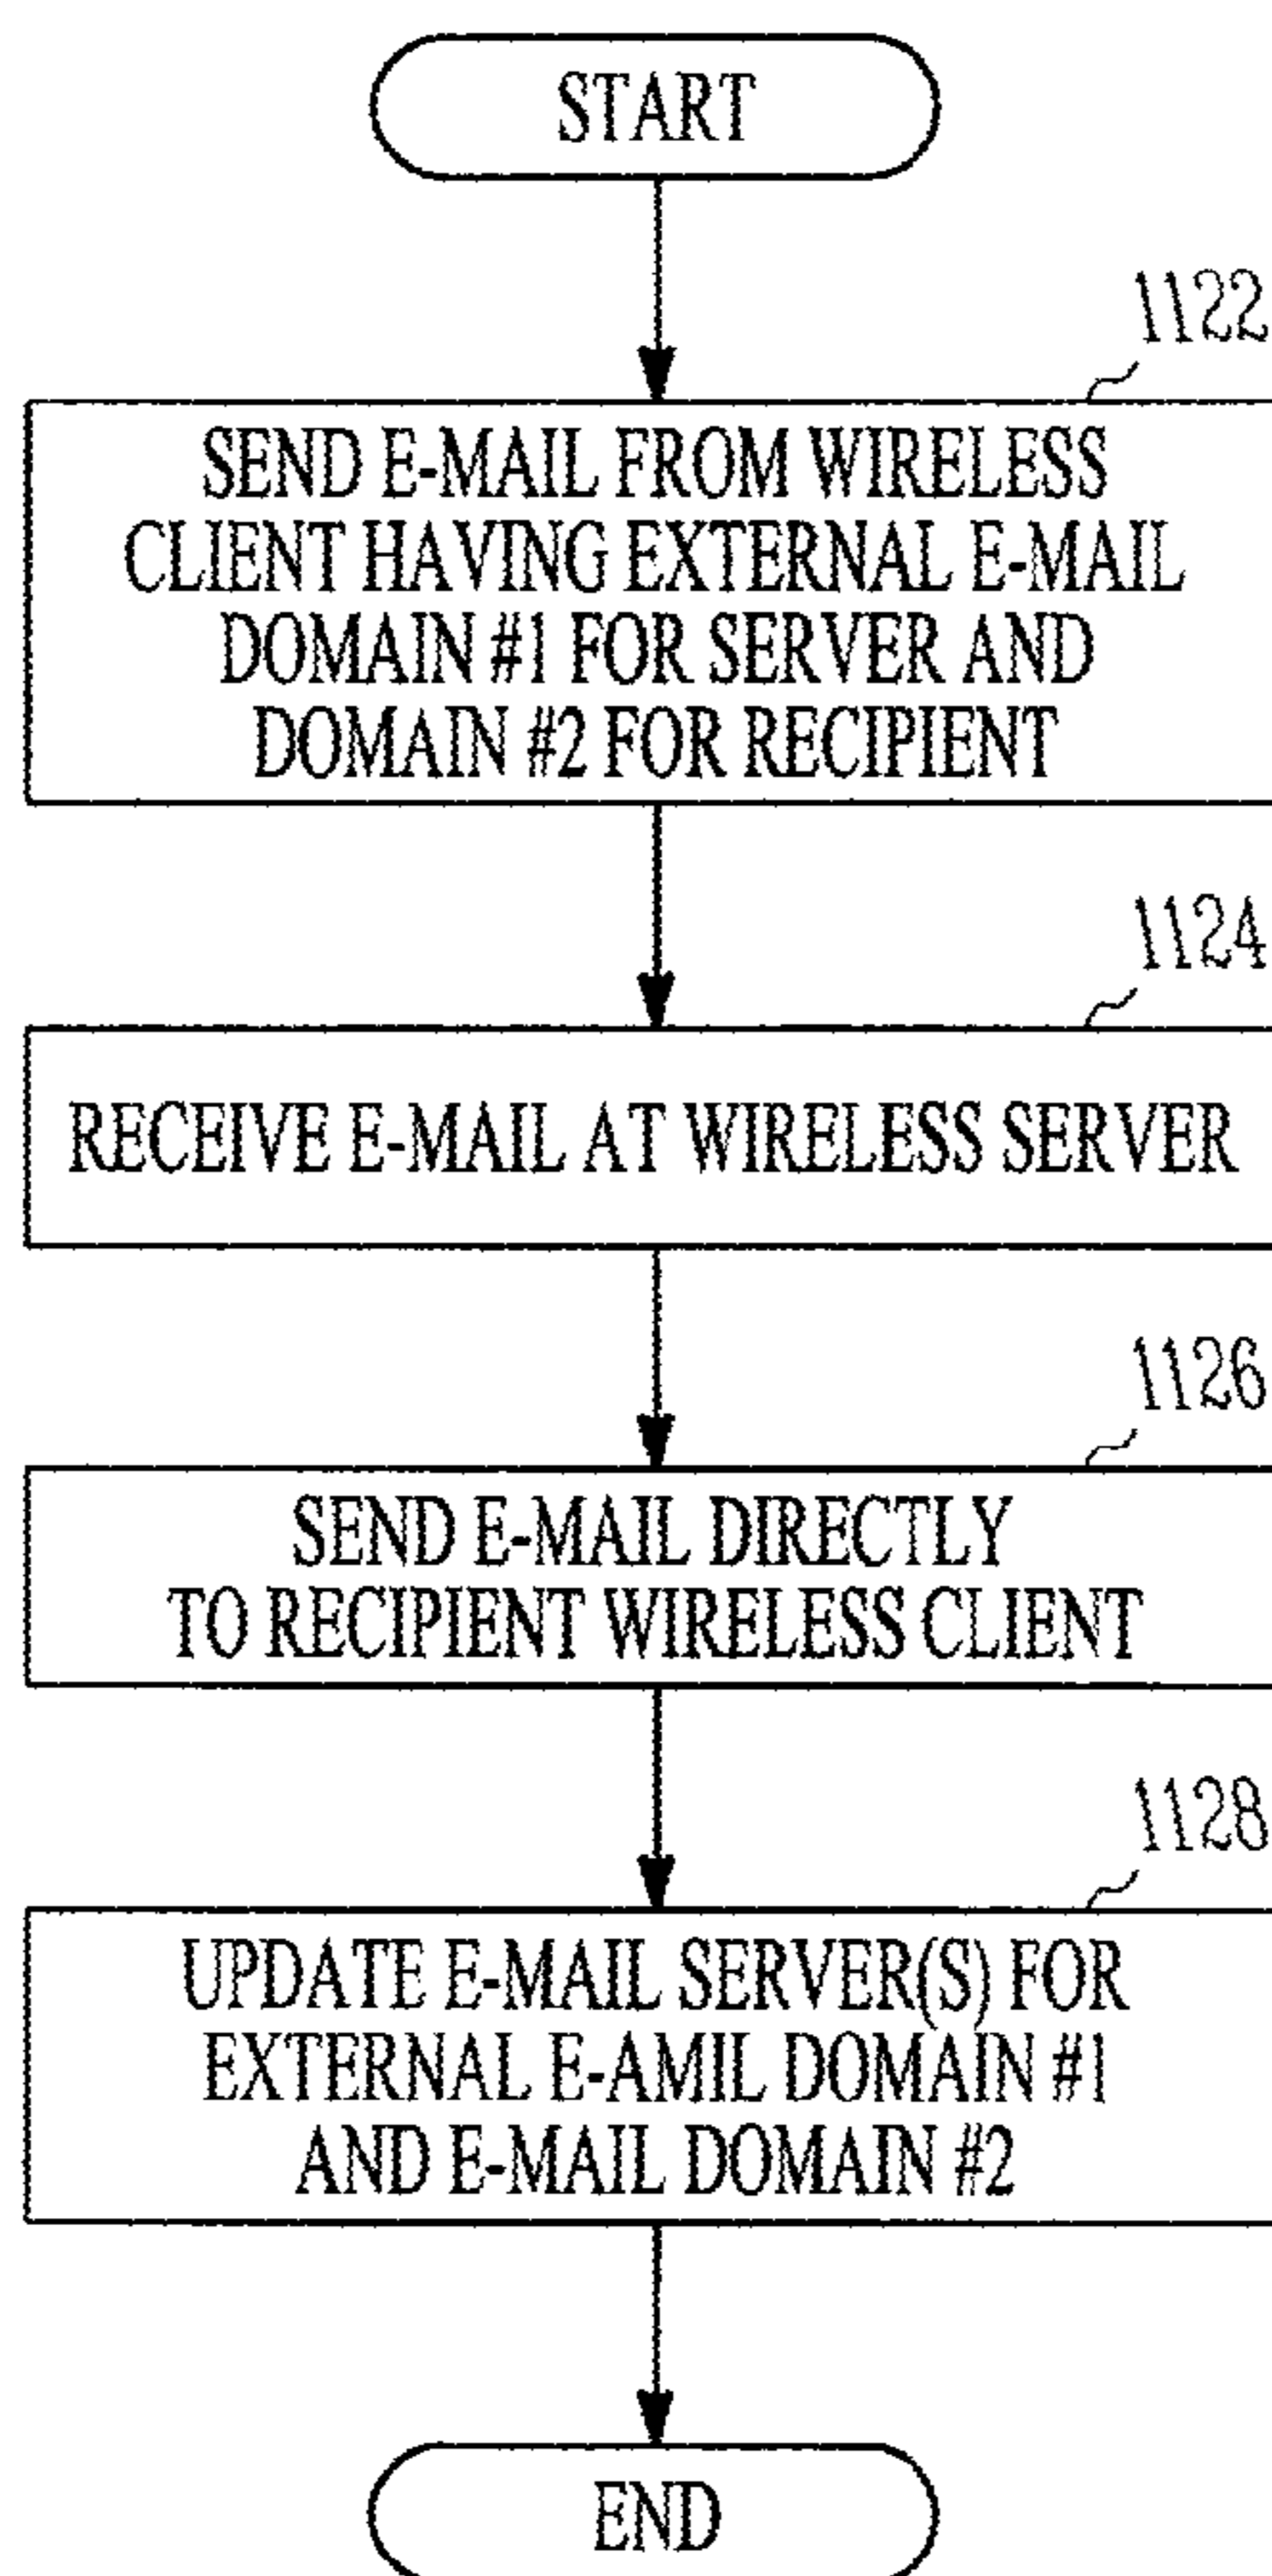 START
1122
SEND E-MAIL FROM WIRELESS
CLIENT HAVING EXTERNAL E-MAIL
DOMAIN #1 FOR SERVER AND
DOMAIN #2 FOR RECIPIENT
1124
RECEIVE E-MAIL AT WIRELESS SERVER
1126
SEND E-MAIL DIRECTLY
TO RECIPIENT WIRELESS CLIENT
1128
UPDATE E-MAIL SERVER(S) FOR
EXTERNAL E-AMIL DOMAIN #1
AND E-MAIL DOMAIN #2
END